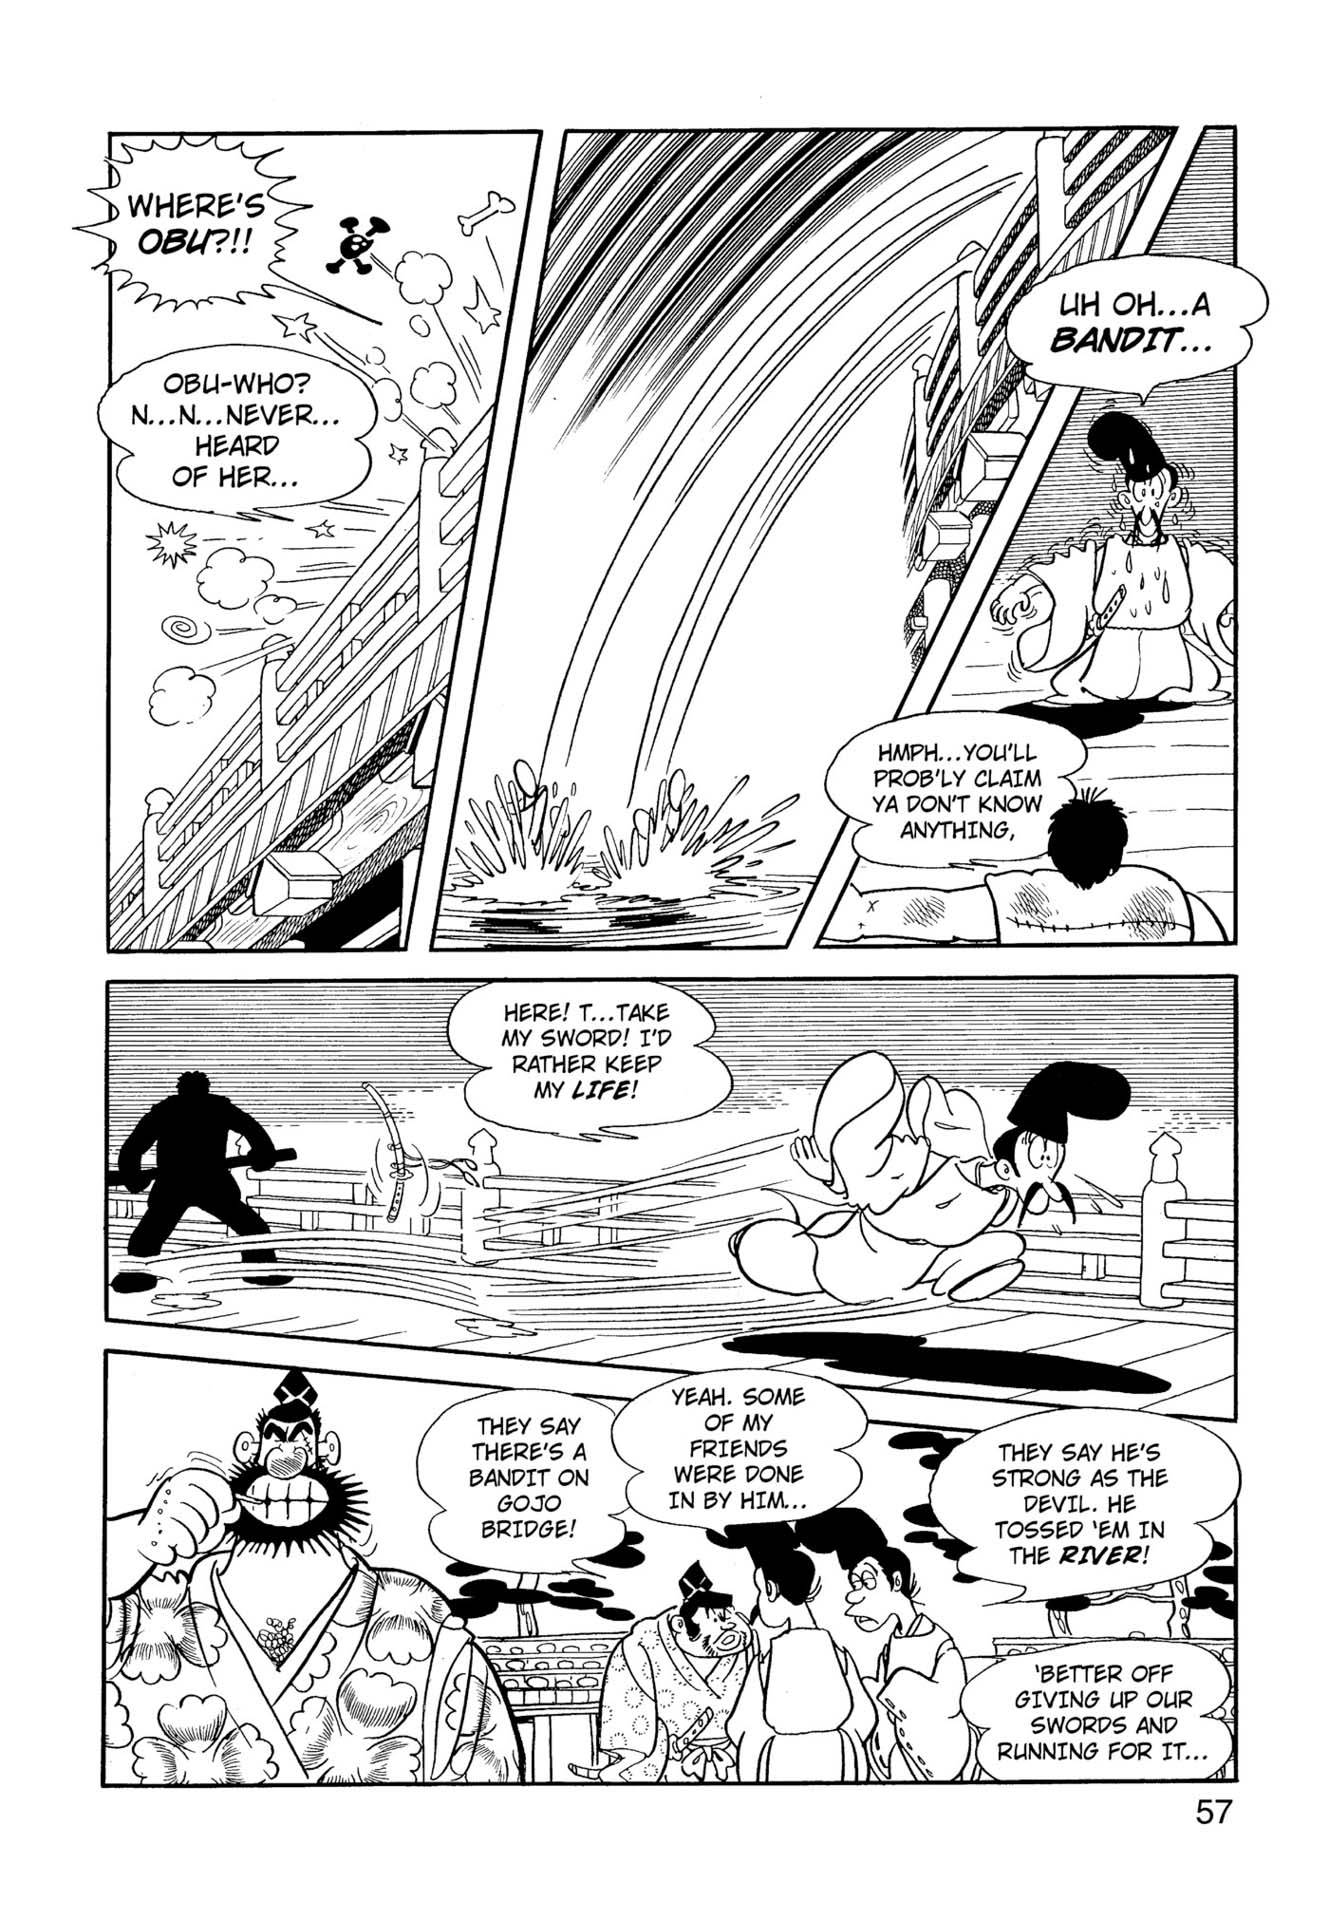 WHERE'S
OBU?!!
OBU-WHO?
N...N...NEVER...
HEARD
OF HER...
UH OH...A
BANDIT...
HMPH...YOU'LL
PROB'LY CLAIM
YA DON'T KNOW
ANYTHING,
HERE! T...TAKE
MY SWORD! I'D
RATHER KEEP
MY LIFE!
THEY SAY
THERE'S A
BANDIT ON
GOJO
BRIDGE!
YEAH. SOME
OF MY
FRIENDS
WERE DONE
IN BY HIM...
THEY SAY HE'S
STRONG AS THE
DEVIL. HE
TOSSED 'EM IN
THE RIVER!
'BETTER OFF
GIVING UP OUR
SWORDS AND
RUNNING FOR IT...
57